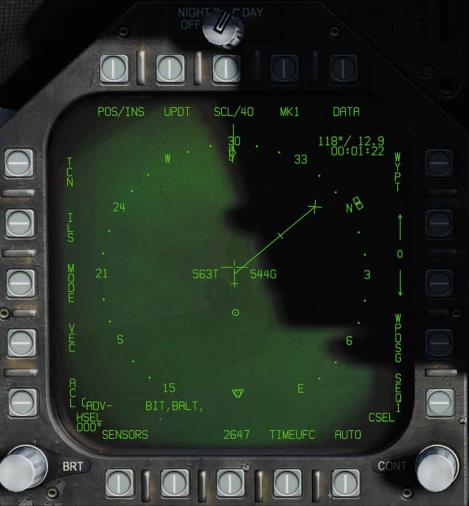 NIGHT DAY
OFF
POS/INS UPDT SCL/40 MK1 DATA
30
118°/ 12.9
00:01:22
W 33
TCN
WYPT
24 N
ILS
0
21 563T 544G 3
MODE
WPDSG
VEC
S 6
SEQ1
ACL
15 E
ADV- BIT,BALT,
HSEL
000°
CSEL
SENSORS 2647 TIMEUFC AUTO
BRT
CONT